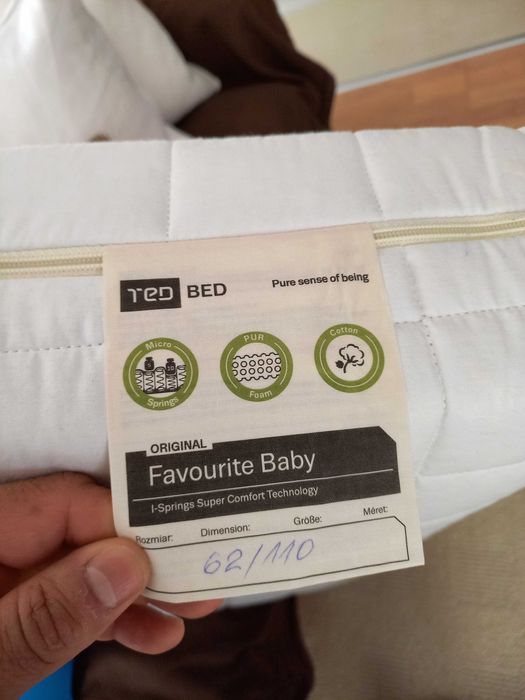 TED BED
Pure sense of being
Micro
Springs
PUR
Foam
Cotton
ORIGINAL
Favourite Baby
I-Springs Super Comfort Technology
Rozmiar: Dimension: Größe: Méret:
62/110